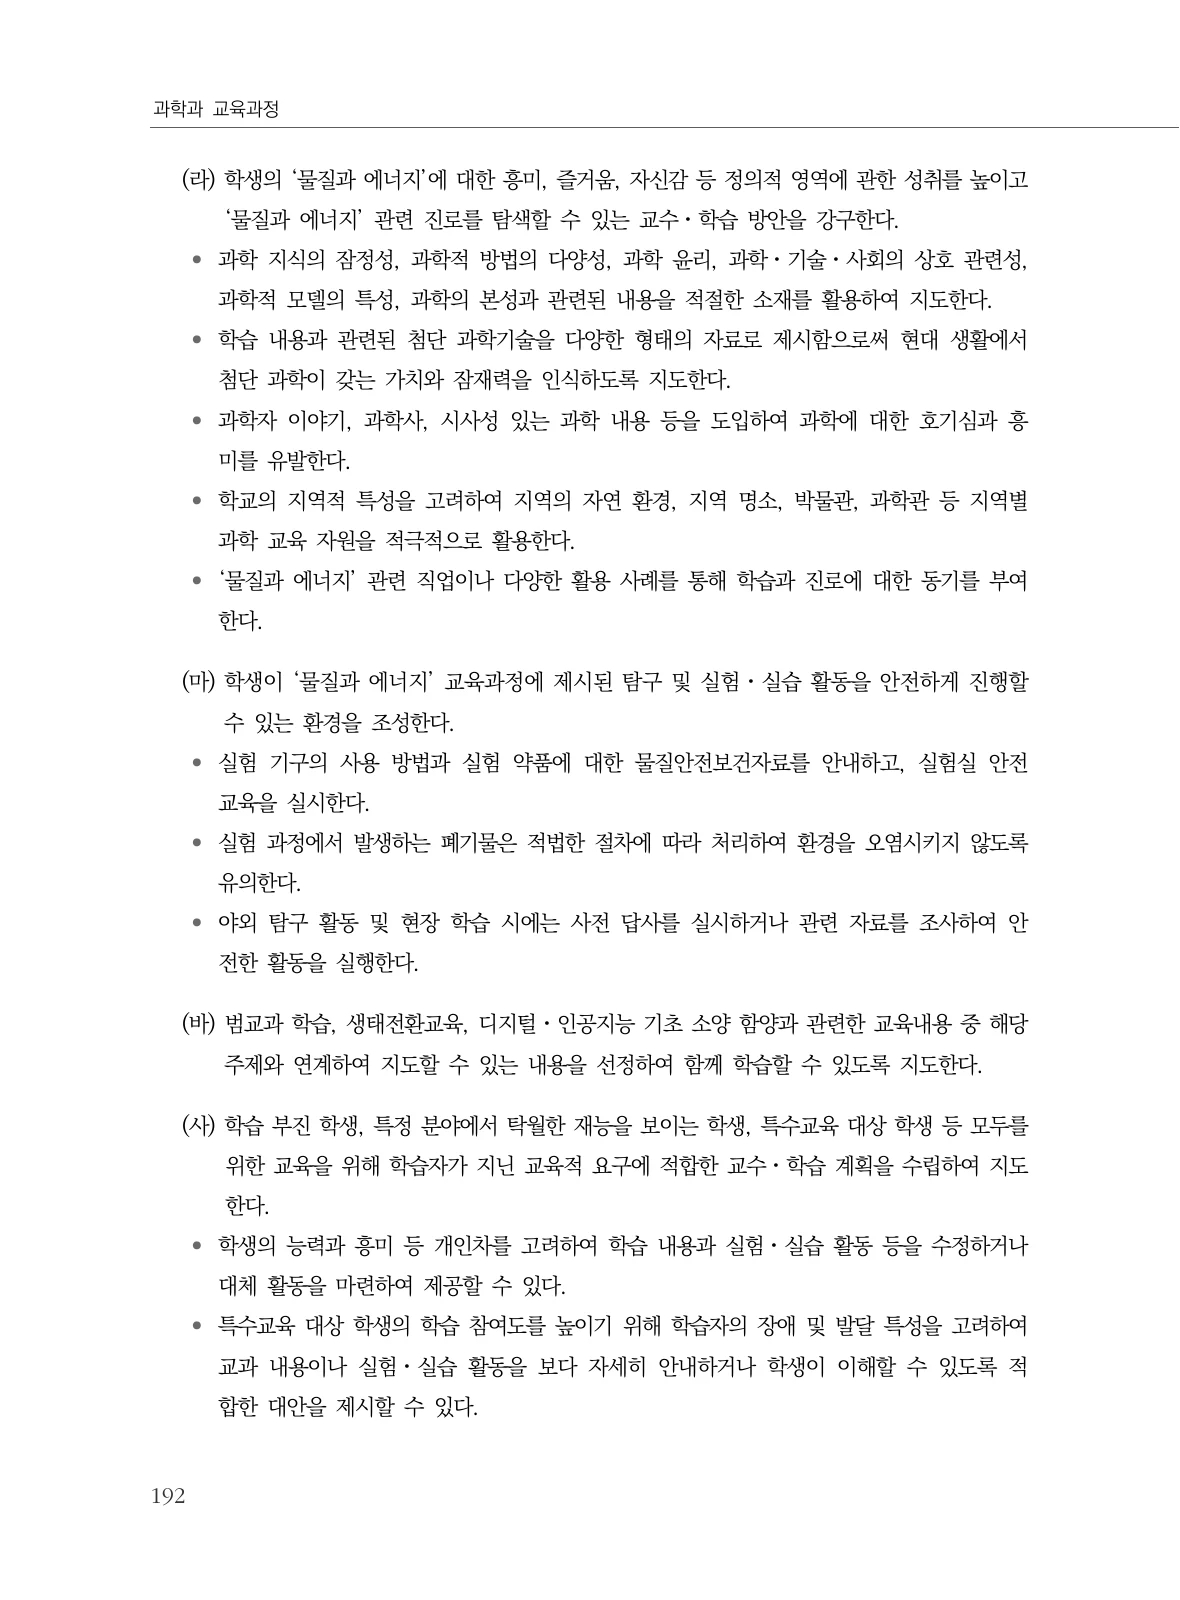 과학과 교육과정
(라) 학생의 ‘물질과 에너지’에 대한 흥미, 즐거움, 자신감 등 정의적 영역에 관한 성취를 높이고
‘물질과 에너지’ 관련 진로를 탐색할 수 있는 교수・학습 방안을 강구한다.
• 과학 지식의 잠정성, 과학적 방법의 다양성, 과학 윤리, 과학・기술・사회의 상호 관련성,
과학적 모델의 특성, 과학의 본성과 관련된 내용을 적절한 소재를 활용하여 지도한다.
• 학습 내용과 관련된 첨단 과학기술을 다양한 형태의 자료로 제시함으로써 현대 생활에서
첨단 과학이 갖는 가치와 잠재력을 인식하도록 지도한다.
• 과학자 이야기, 과학사, 시사성 있는 과학 내용 등을 도입하여 과학에 대한 호기심과 흥
미를 유발한다.
• 학교의 지역적 특성을 고려하여 지역의 자연 환경, 지역 명소, 박물관, 과학관 등 지역별
과학 교육 자원을 적극적으로 활용한다.
• ‘물질과 에너지’ 관련 직업이나 다양한 활용 사례를 통해 학습과 진로에 대한 동기를 부여
한다.
(마) 학생이 ‘물질과 에너지’ 교육과정에 제시된 탐구 및 실험・실습 활동을 안전하게 진행할
수 있는 환경을 조성한다.
• 실험 기구의 사용 방법과 실험 약품에 대한 물질안전보건자료를 안내하고, 실험실 안전
교육을 실시한다.
• 실험 과정에서 발생하는 폐기물은 적법한 절차에 따라 처리하여 환경을 오염시키지 않도록
유의한다.
• 야외 탐구 활동 및 현장 학습 시에는 사전 답사를 실시하거나 관련 자료를 조사하여 안
전한 활동을 실행한다.
(바) 범교과 학습, 생태전환교육, 디지털・인공지능 기초 소양 함양과 관련한 교육내용 중 해당
주제와 연계하여 지도할 수 있는 내용을 선정하여 함께 학습할 수 있도록 지도한다.
(사) 학습 부진 학생, 특정 분야에서 탁월한 재능을 보이는 학생, 특수교육 대상 학생 등 모두를
위한 교육을 위해 학습자가 지닌 교육적 요구에 적합한 교수・학습 계획을 수립하여 지도
한다.
• 학생의 능력과 흥미 등 개인차를 고려하여 학습 내용과 실험・실습 활동 등을 수정하거나
대체 활동을 마련하여 제공할 수 있다.
• 특수교육 대상 학생의 학습 참여도를 높이기 위해 학습자의 장애 및 발달 특성을 고려하여
교과 내용이나 실험・실습 활동을 보다 자세히 안내하거나 학생이 이해할 수 있도록 적
합한 대안을 제시할 수 있다.
192